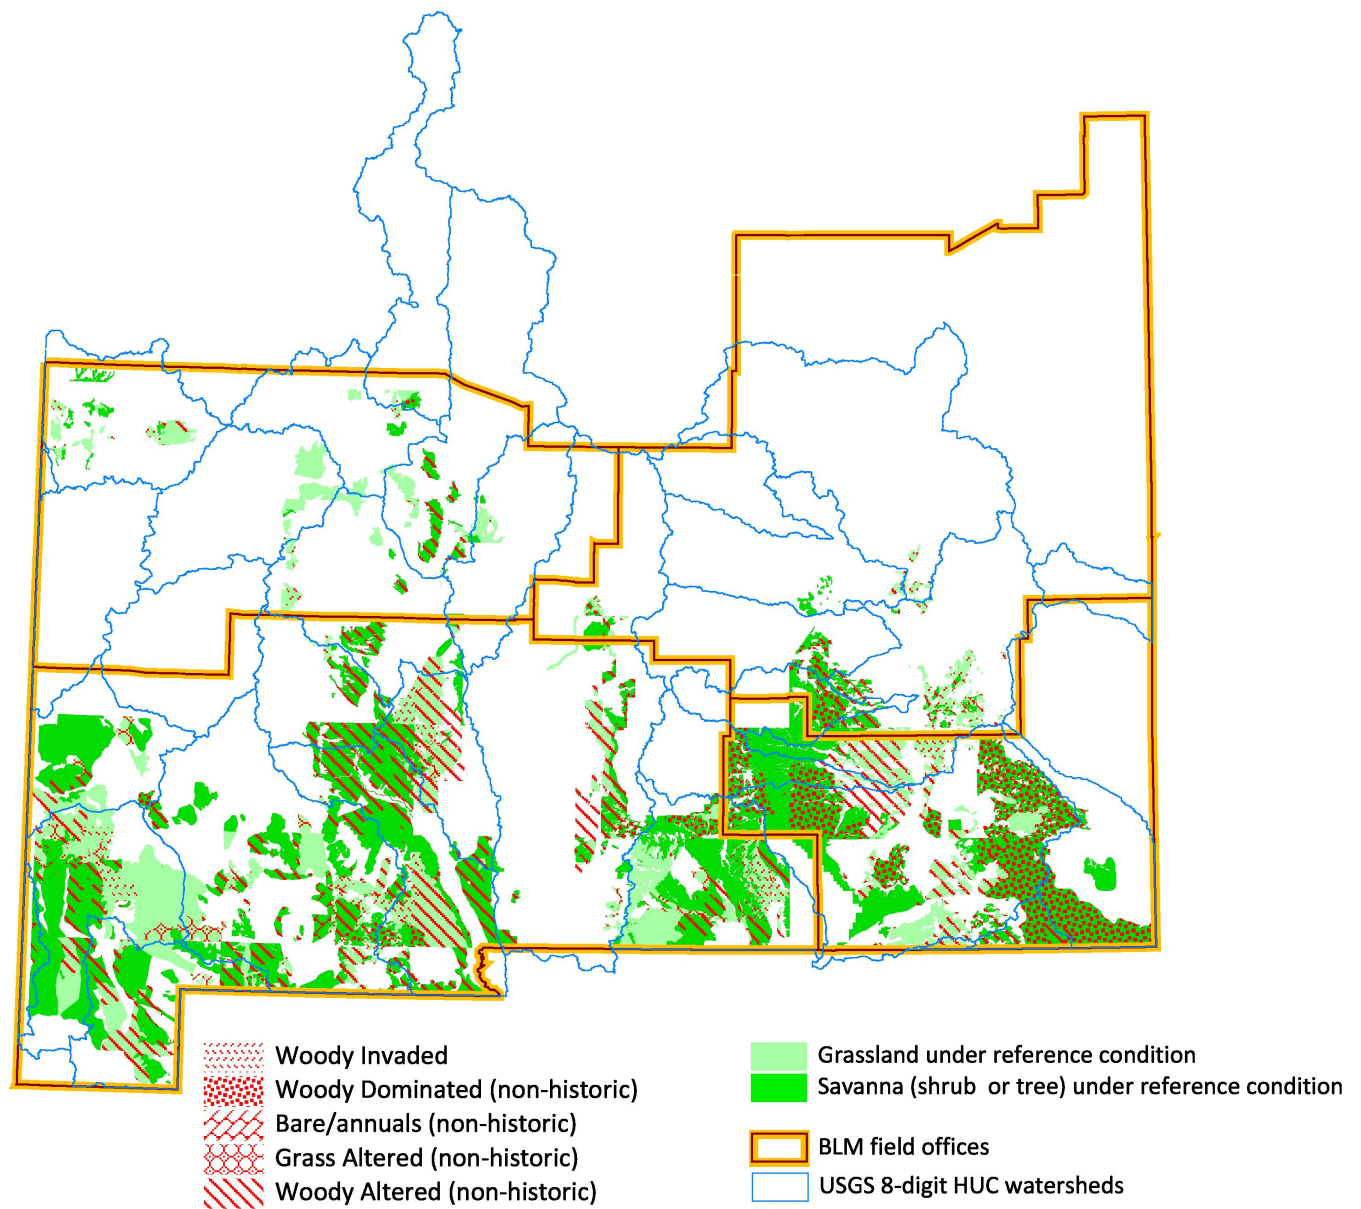 Woody Invaded
Woody Dominated (non-historic)
Bare/annuals (non-historic)
Grass Altered (non-historic)
Woody Altered (non-historic)
Grassland under reference condition
Savanna (shrub or tree) under reference condition
BLM field offices
USGS 8-digit HUC watersheds